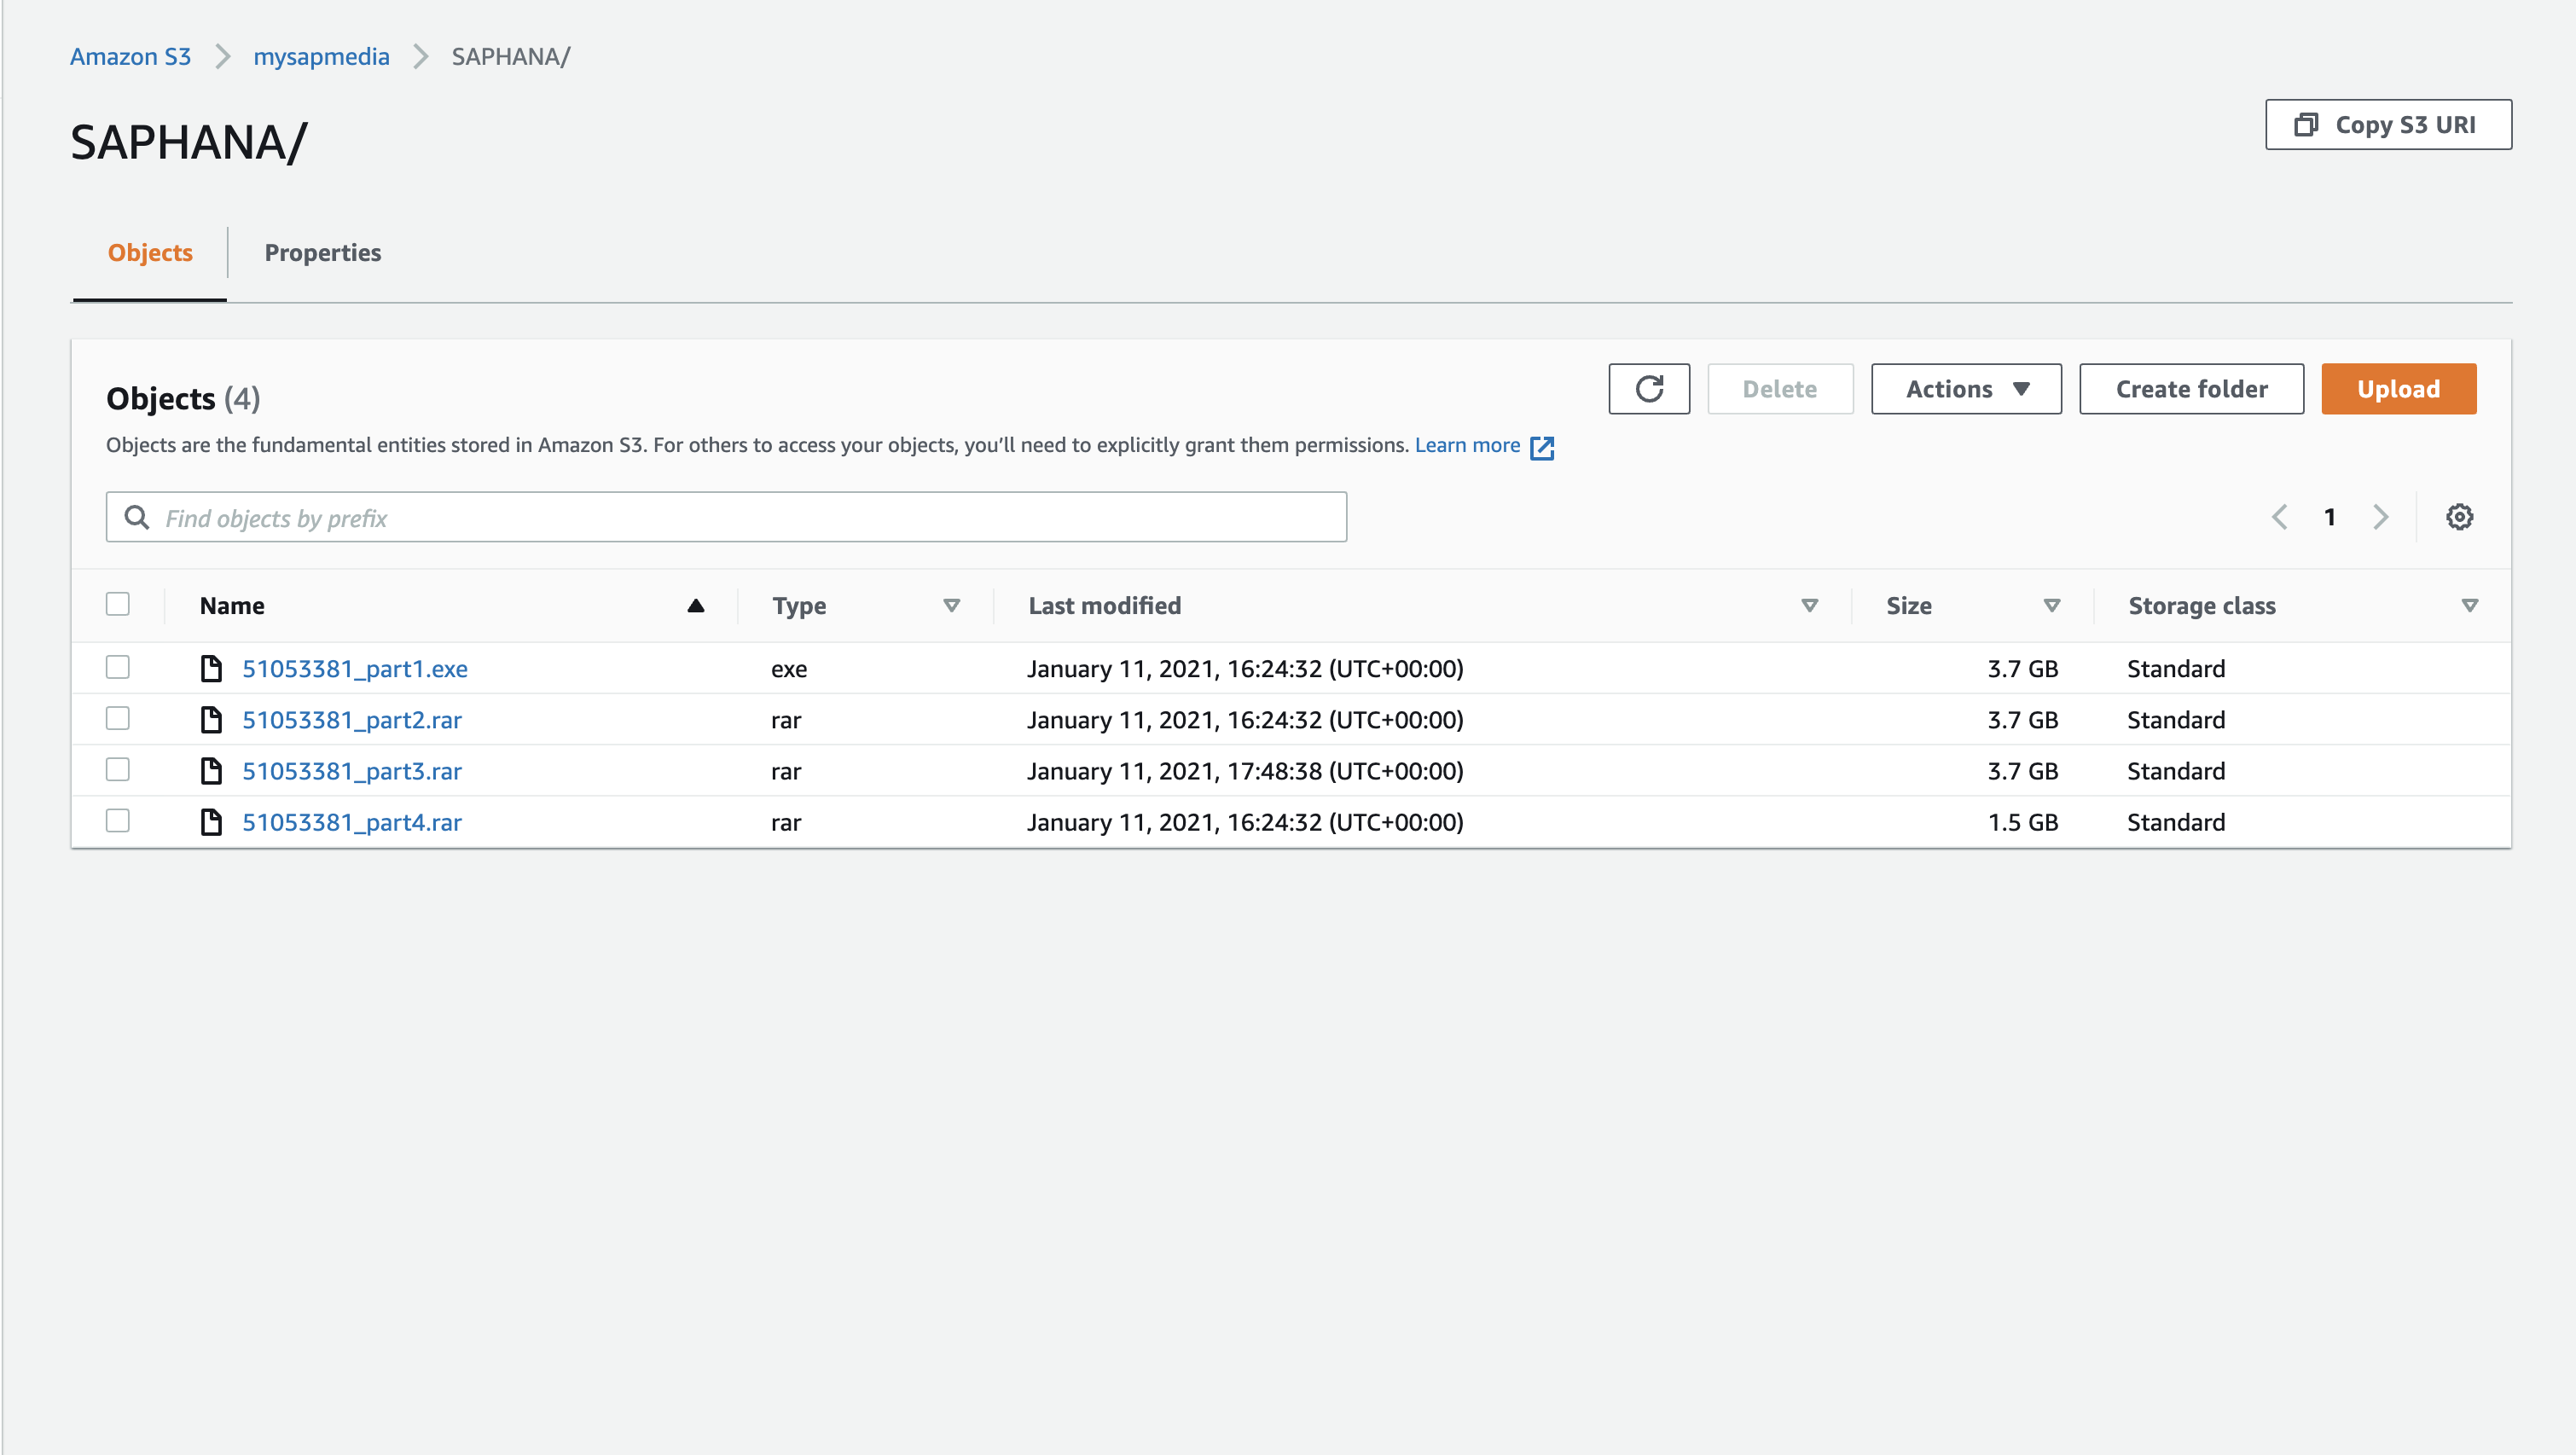 Amazon S3 mysapmedia SAPHANA/
SAPHANA/
Copy S3 URI
Objects Properties
Objects (4)
Delete Actions Create folder Upload
Objects are the fundamental entities stored in Amazon S3. For others to access your objects, you’ll need to explicitly grant them permissions. Learn more
Find objects by prefix
1
Name Type Last modified Size Storage class
51053381_part1.exe exe January 11, 2021, 16:24:32 (UTC+00:00) 3.7 GB Standard
51053381_part2.rar rar January 11, 2021, 16:24:32 (UTC+00:00) 3.7 GB Standard
51053381_part3.rar rar January 11, 2021, 17:48:38 (UTC+00:00) 3.7 GB Standard
51053381_part4.rar rar January 11, 2021, 16:24:32 (UTC+00:00) 1.5 GB Standard